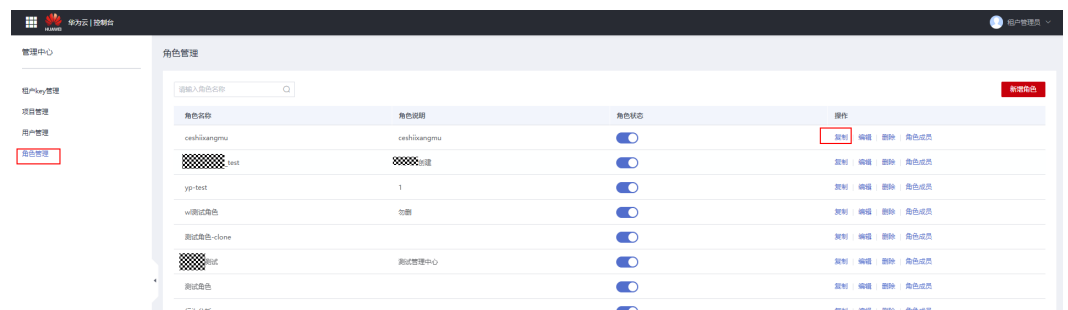 HUAWEI 华为云 | 控制台 租户管理员
管理中心
角色管理
租户key管理
项目管理
用户管理
角色管理
请输入角色名称 新增角色
角色名称 角色说明 角色状态 操作
ceshiixangmu ceshiixangmu 复制 编辑 删除 角色成员
_test 创建 复制 编辑 删除 角色成员
yp-test 1 复制 编辑 删除 角色成员
wl测试角色 勿删 复制 编辑 删除 角色成员
测试角色-clone 复制 编辑 删除 角色成员
测试 测试管理中心 复制 编辑 删除 角色成员
测试角色 复制 编辑 删除 角色成员